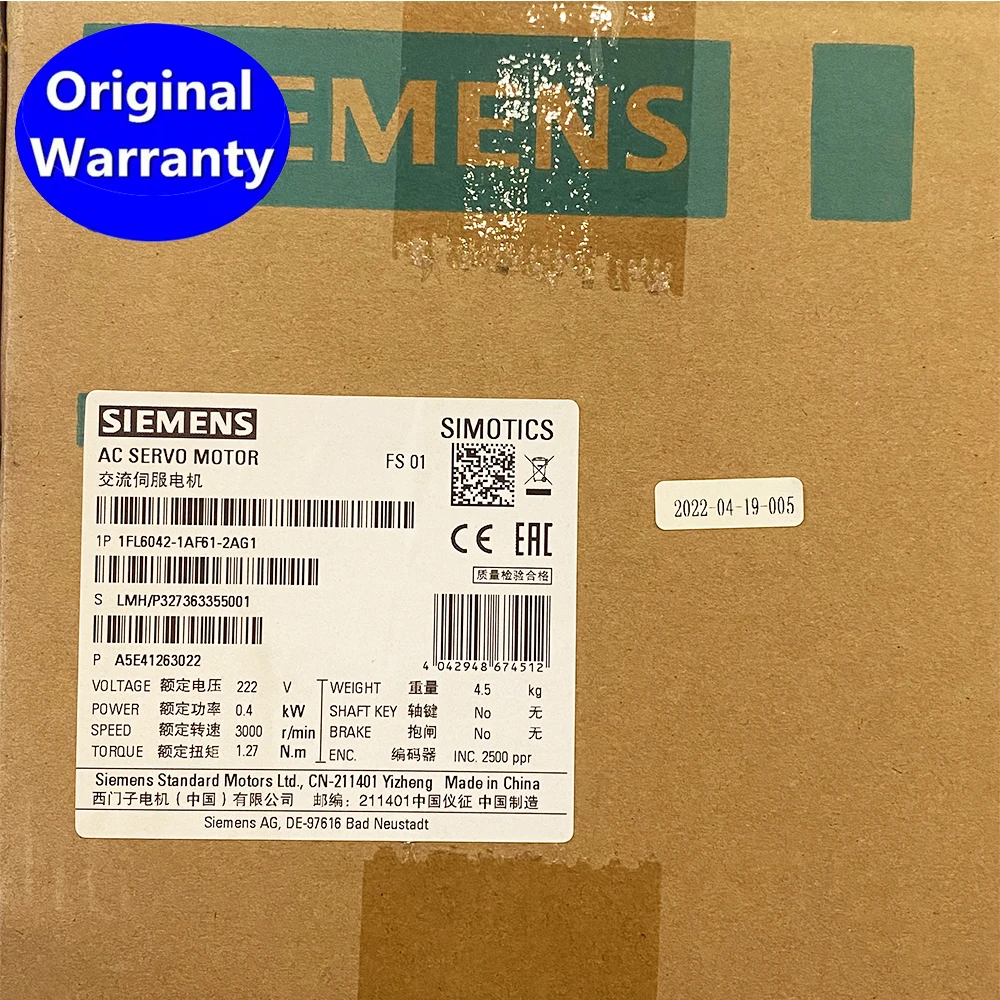 Original
Warranty
EMENS
SIEMENS
SIMOTICS
AC SERVO MOTOR
FS 01
交流伺服电机
1P 1FL6042-1AF61-2AG1
CE EAC
质量检验合格
S LMH/P327363355001
P A5E41263022
4 042948 674512
VOLTAGE 额定电压 222 V WEIGHT 重量 4.5 kg
POWER 额定功率 0.4 kW SHAFT KEY 轴键 No 无
SPEED 额定转速 3000 r/min BRAKE 抱闸 No 无
TORQUE 额定扭矩 1.27 N.m ENC. 编码器 INC. 2500 ppr
Siemens Standard Motors Ltd., CN-211401 Yizheng Made in China
西门子电机（中国）有限公司 邮编：211401中国仪征 中国制造
Siemens AG, DE-97616 Bad Neustadt
2022-04-19-005